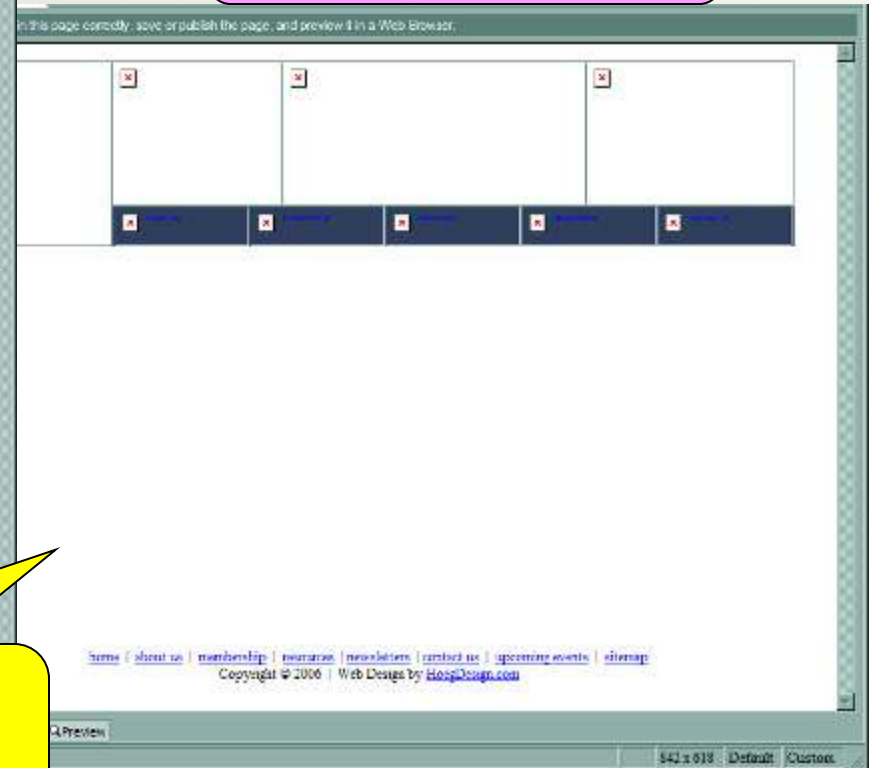 in this page correctly, save or publish the page, and preview it in a Web Browser.
home | about us | membership | resources | newsletters | contact us | upcoming events | sitemap
Copyright © 2006 | Web Design by HoegDesign.com
Preview
842 x 618 Default Custom